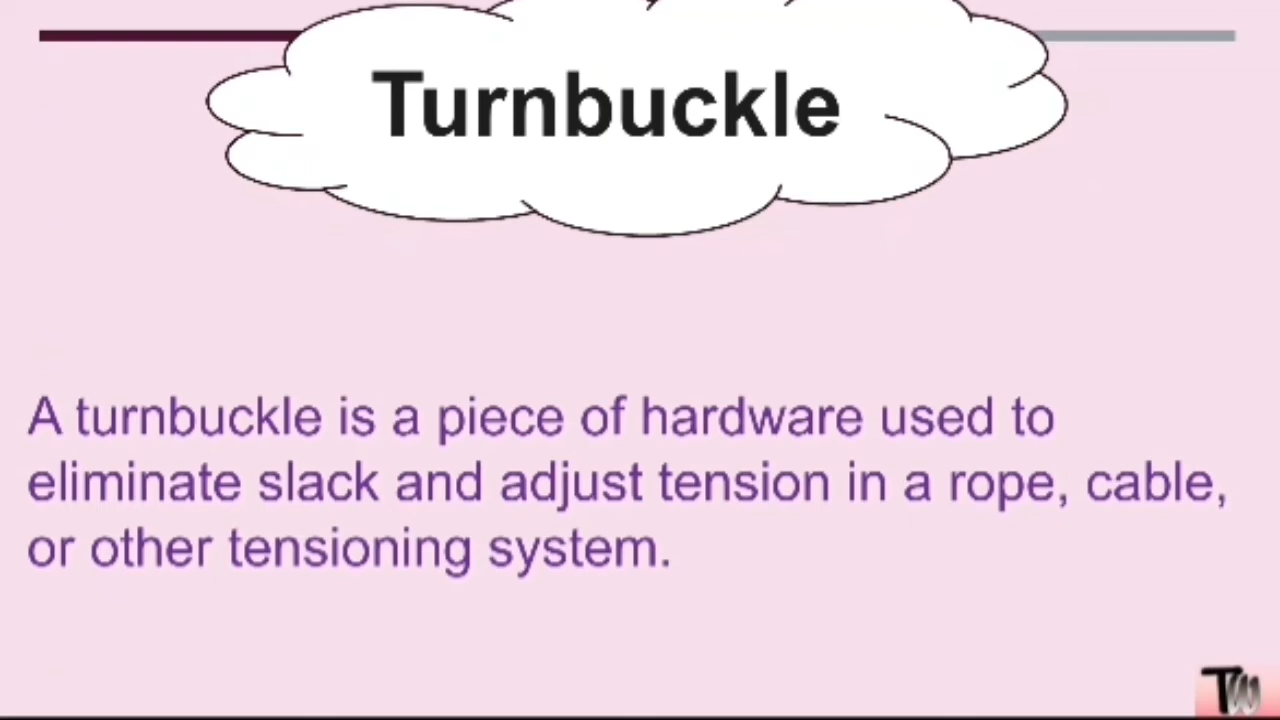 Turnbuckle
A turnbuckle is a piece of hardware used to
eliminate slack and adjust tension in a rope, cable,
or other tensioning system.
TW